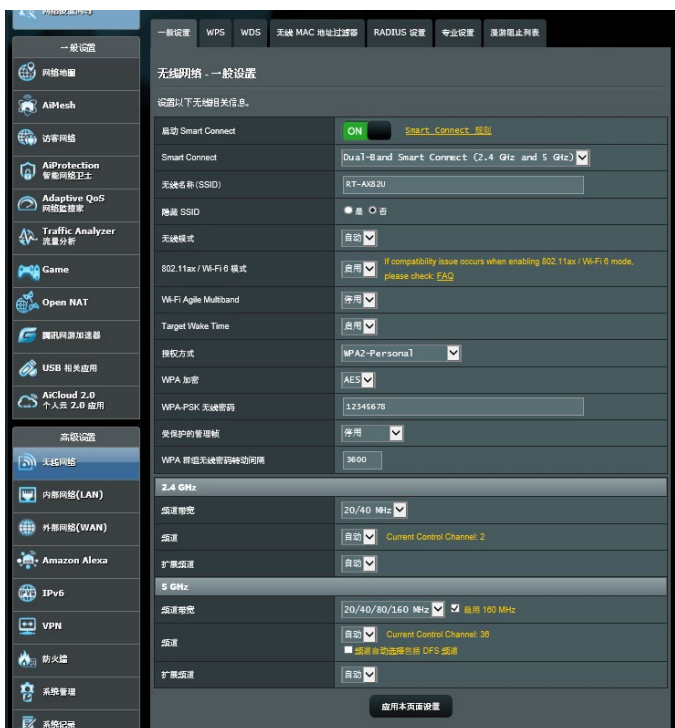 网络设置向导
一般设置
网络地图
AiMesh
访客网络
AiProtection
智能网络卫士
Adaptive QoS
网络监控家
Traffic Analyzer
流量分析
Game
Open NAT
腾讯网游加速器
USB 相关应用
AiCloud 2.0
个人云 2.0 应用
高级设置
无线网络
内部网络(LAN)
外部网络(WAN)
Amazon Alexa
IPv6
VPN
防火墙
系统管理
系统记录
一般设置 WPS WDS 无线 MAC 地址过滤器 RADIUS 设置 专业设置 漫游阻止列表
无线网络 - 一般设置
设置以下无线相关信息。
启动 Smart Connect ON Smart Connect 规则
Smart Connect Dual-Band Smart Connect (2.4 GHz and 5 GHz)
无线名称(SSID) RT-AX82U
隐藏 SSID 是 否
无线模式 自动
802.11ax / Wi-Fi 6 模式 启用 If compatibility issue occurs when enabling 802.11ax / Wi-Fi 6 mode,
please check: FAQ
Wi-Fi Agile Multiband 停用
Target Wake Time 启用
授权方式 WPA2-Personal
WPA 加密 AES
WPA-PSK 无线密码 12345678
受保护的管理帧 停用
WPA 群组无线密码转动间隔 3600
2.4 GHz
频道带宽 20/40 MHz
频道 自动 Current Control Channel: 2
扩展频道 自动
5 GHz
频道带宽 20/40/80/160 MHz 启用 160 MHz
频道 自动 Current Control Channel: 36
频道自动选择包括 DFS 频道
扩展频道 自动
应用本页面设置